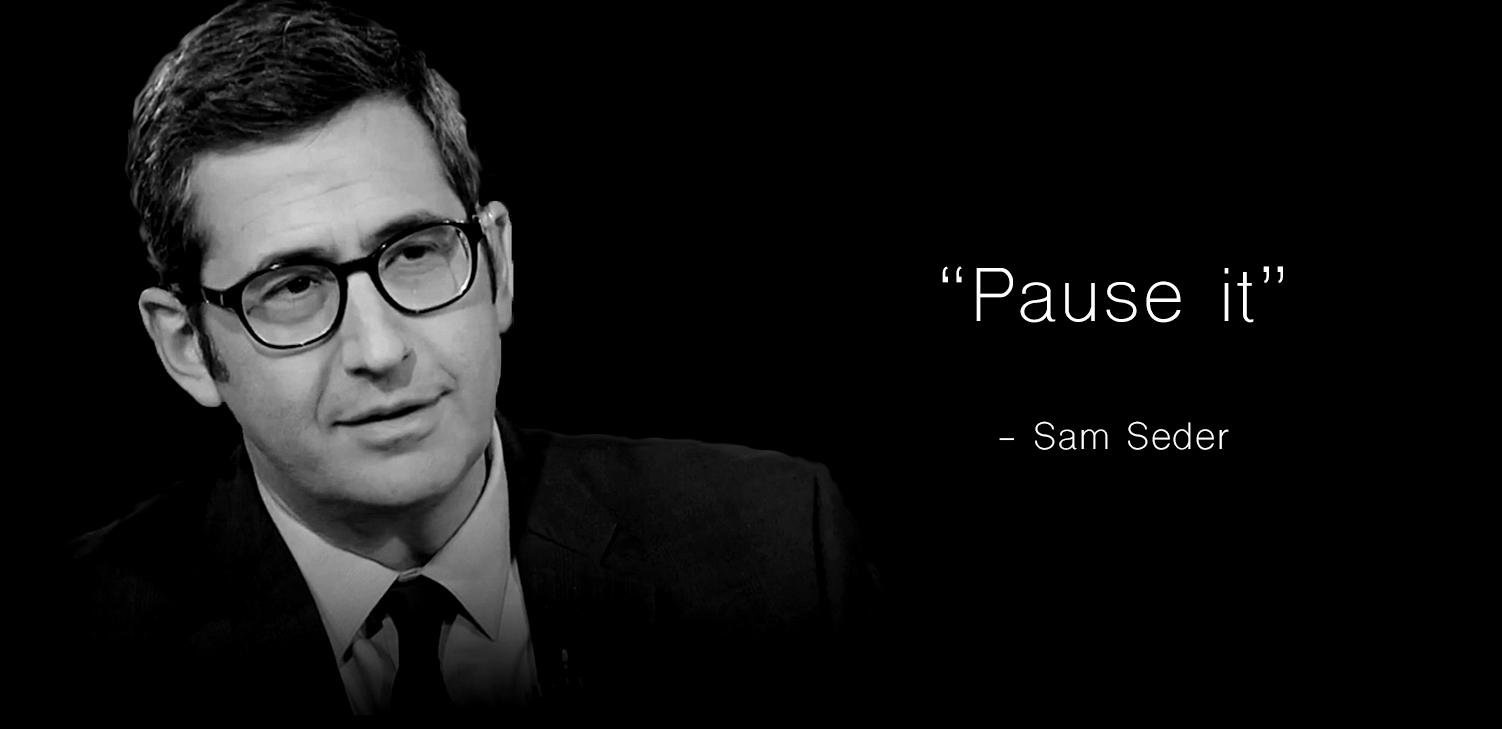 “Pause it”
– Sam Seder